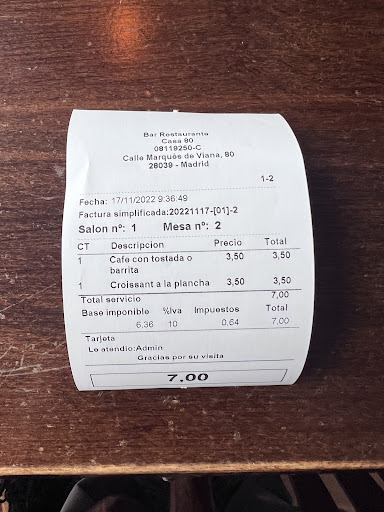 Bar Restaurante
Casa 80
08119250-C
Calle Marqués de Viana, 80
28039 - Madrid
1-2
Fecha: 17/11/2022 9:36:49
Factura simplificada:20221117-[01]-2
Salon nº: 1 Mesa nº: 2
CT Descripcion Precio Total
1 Cafe con tostada o 3,50 3,50
barrita
1 Croissant a la plancha 3,50 3,50
Total servicio 7,00
Base imponible %Iva Impuestos Total
6,36 10 0,64 7,00
Tarjeta
Le atendio:Admin
Gracias por su visita
7.00